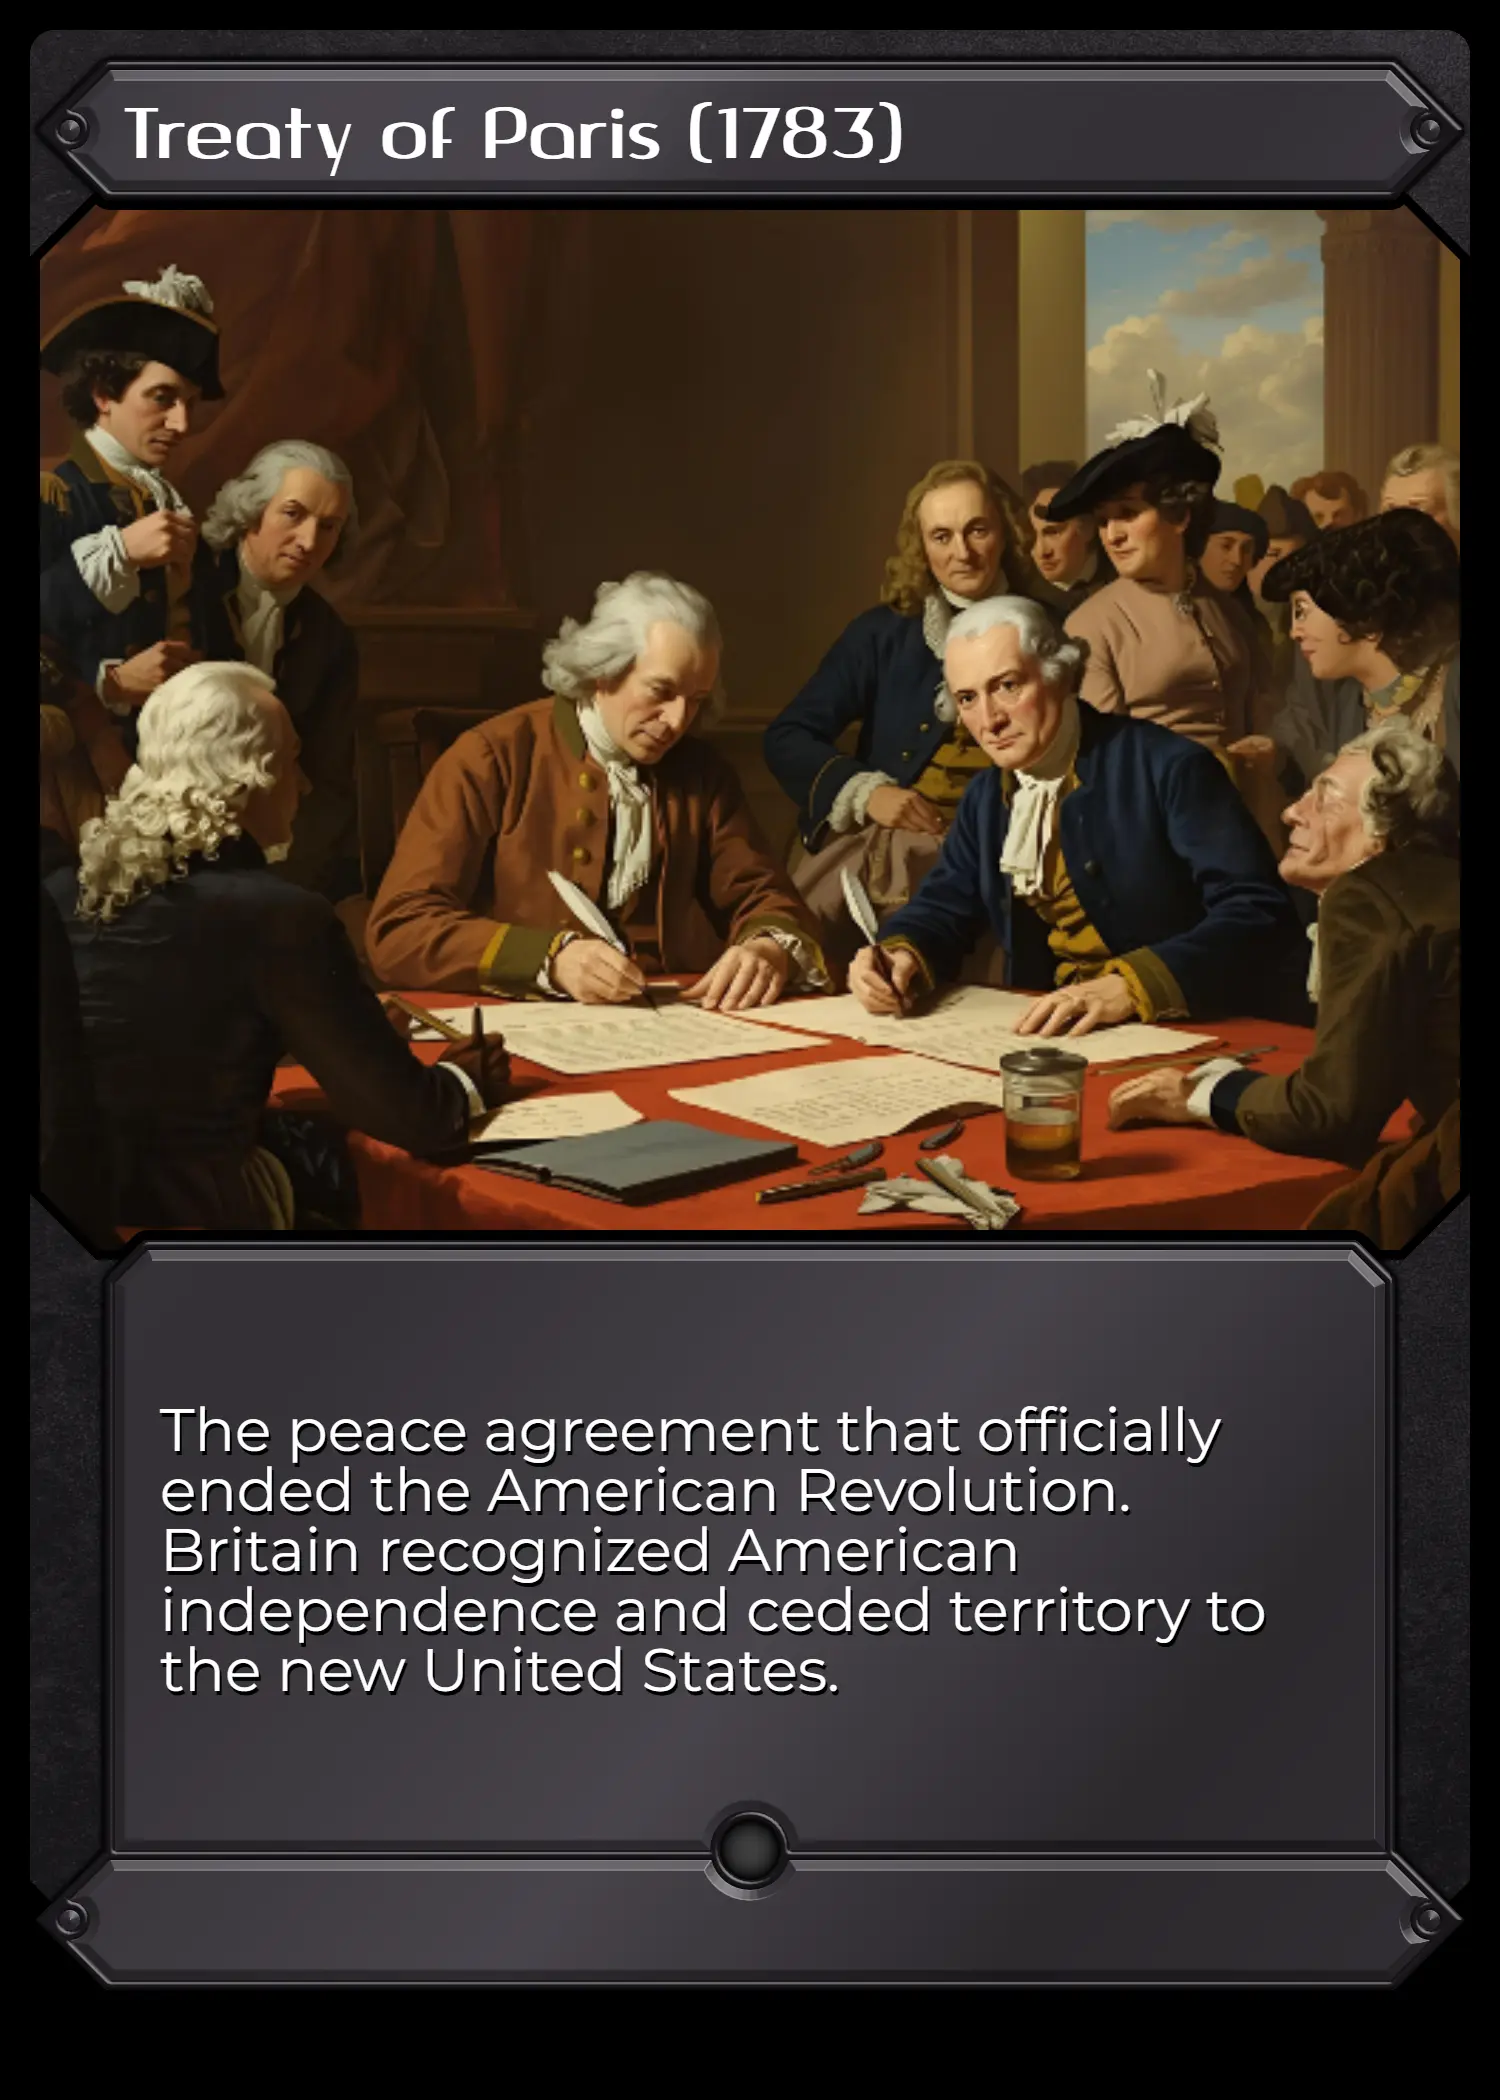 Treaty of Paris (1783)
The peace agreement that officially
ended the American Revolution.
Britain recognized American
independence and ceded territory to
the new United States.